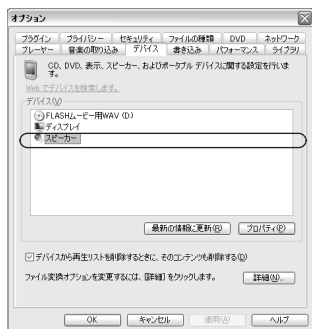 オプション
プラグイン プライバシー セキュリティ ファイルの種類 DVD ネットワーク
プレーヤー 音楽の取り込み デバイス 書き込み パフォーマンス ライブラリ
CD、DVD、表示、スピーカー、およびポータブル デバイスに関する設定を行いま
す。
Web でデバイスを検索します。
デバイス(V)
FLASHムービー用WAV (D:)
ディスプレイ
スピーカー
最新の情報に更新(R) プロパティ(P)
デバイスから再生リストを削除するときに、そのコンテンツも削除する(D)
ファイル変換オプションを変更するには、[詳細] をクリックします。 詳細(N)...
OK キャンセル 適用(A) ヘルプ